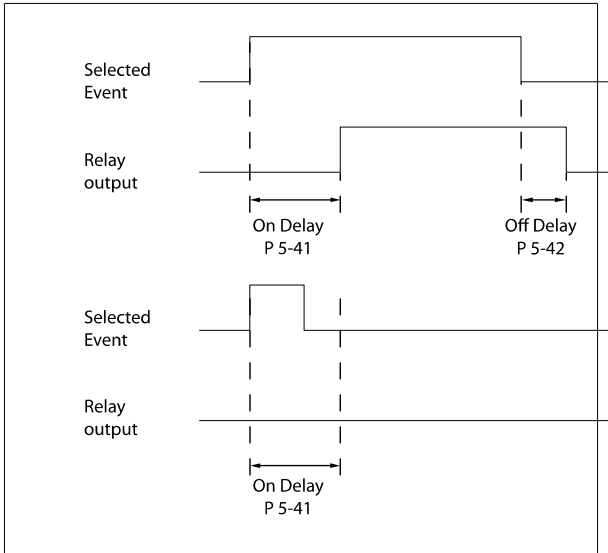 Selected
Event
Relay
output
On Delay
P 5-41
Off Delay
P 5-42
Selected
Event
Relay
output
On Delay
P 5-41